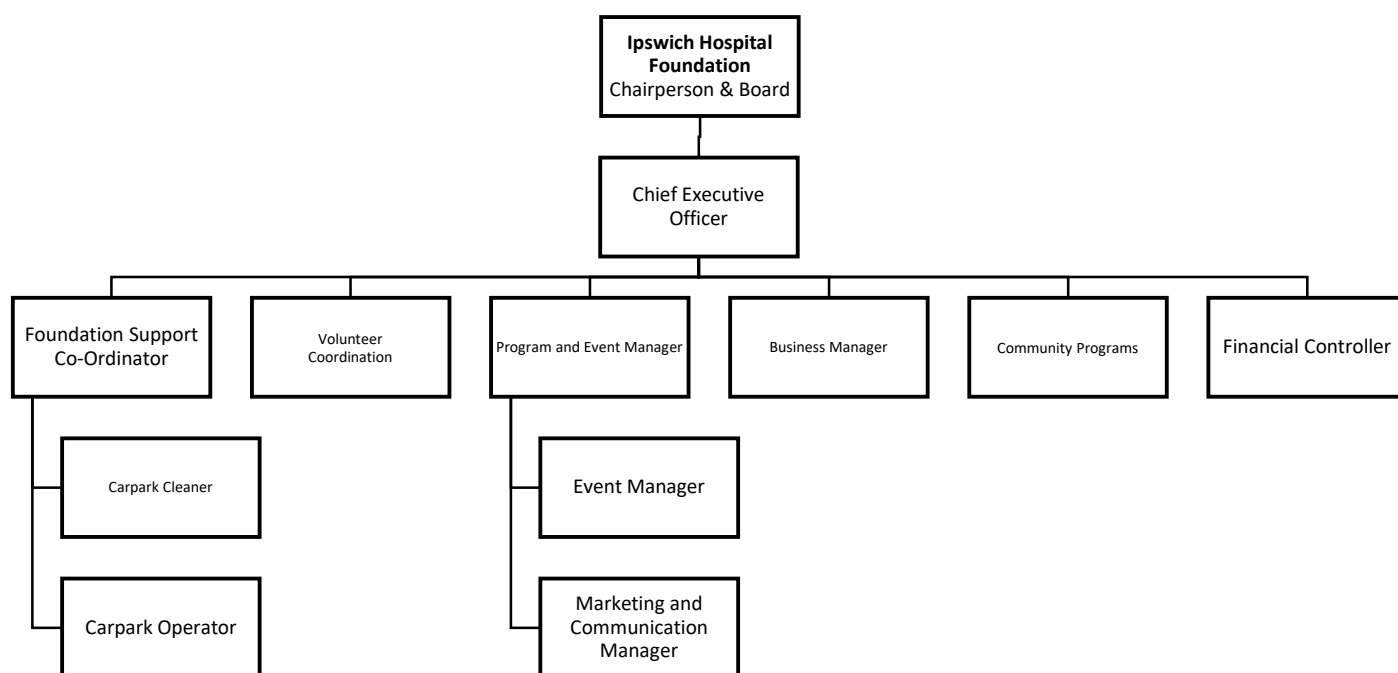 Ipswich Hospital
Foundation
Chairperson & Board
Chief Executive
Officer
Foundation Support
Co-Ordinator
Volunteer
Coordination
Program and Event Manager
Business Manager
Community Programs
Financial Controller
Carpark Cleaner
Event Manager
Carpark Operator
Marketing and
Communication
Manager